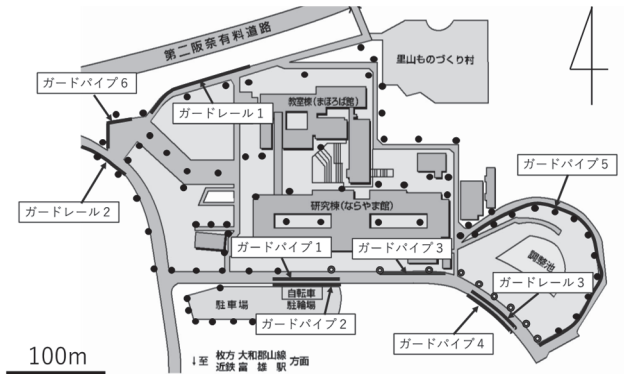 第二阪奈有料道路
里山ものづくり村
ガードパイプ6
教室棟(まほろば館)
ガードレール1
ガードパイプ5
研究棟(ならやま館)
ガードレール2
ガードパイプ1
ガードパイプ3
調整池
ガードレール3
自転車
駐輪場
駐車場
ガードパイプ2
ガードパイプ4
100m
↓至 枚方 大和郡山線 方面
近鉄 富雄駅